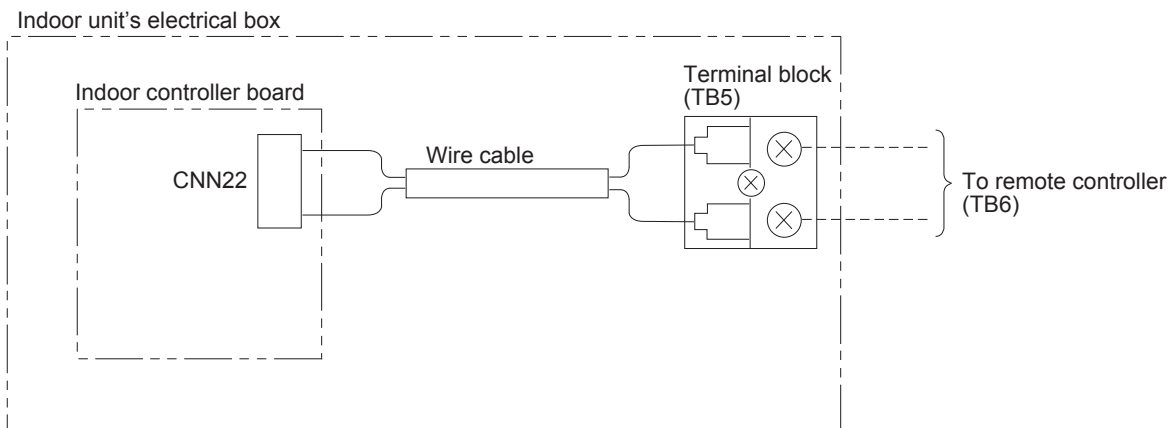 Indoor unit's electrical box
Terminal block
(TB5)
Indoor controller board
CNN22
Wire cable
To remote controller
(TB6)